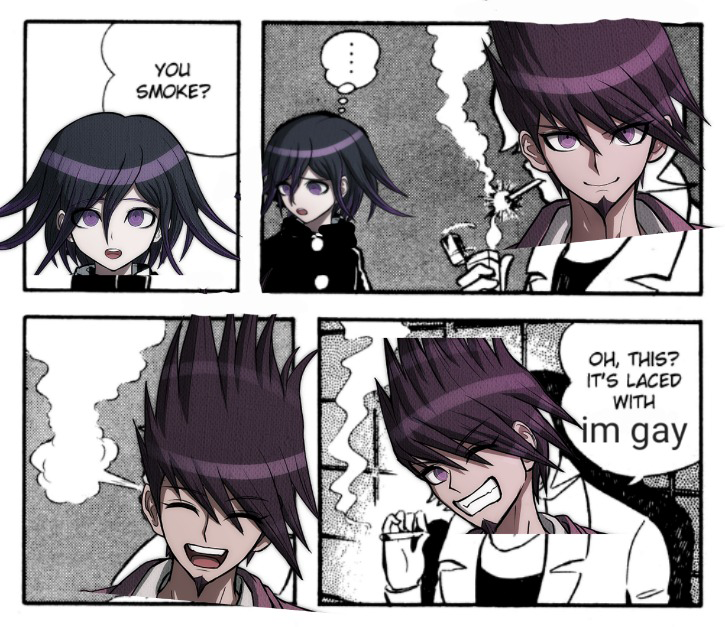 YOU
SMOKE?
......
OH, THIS?
IT'S LACED
WITH
im gay